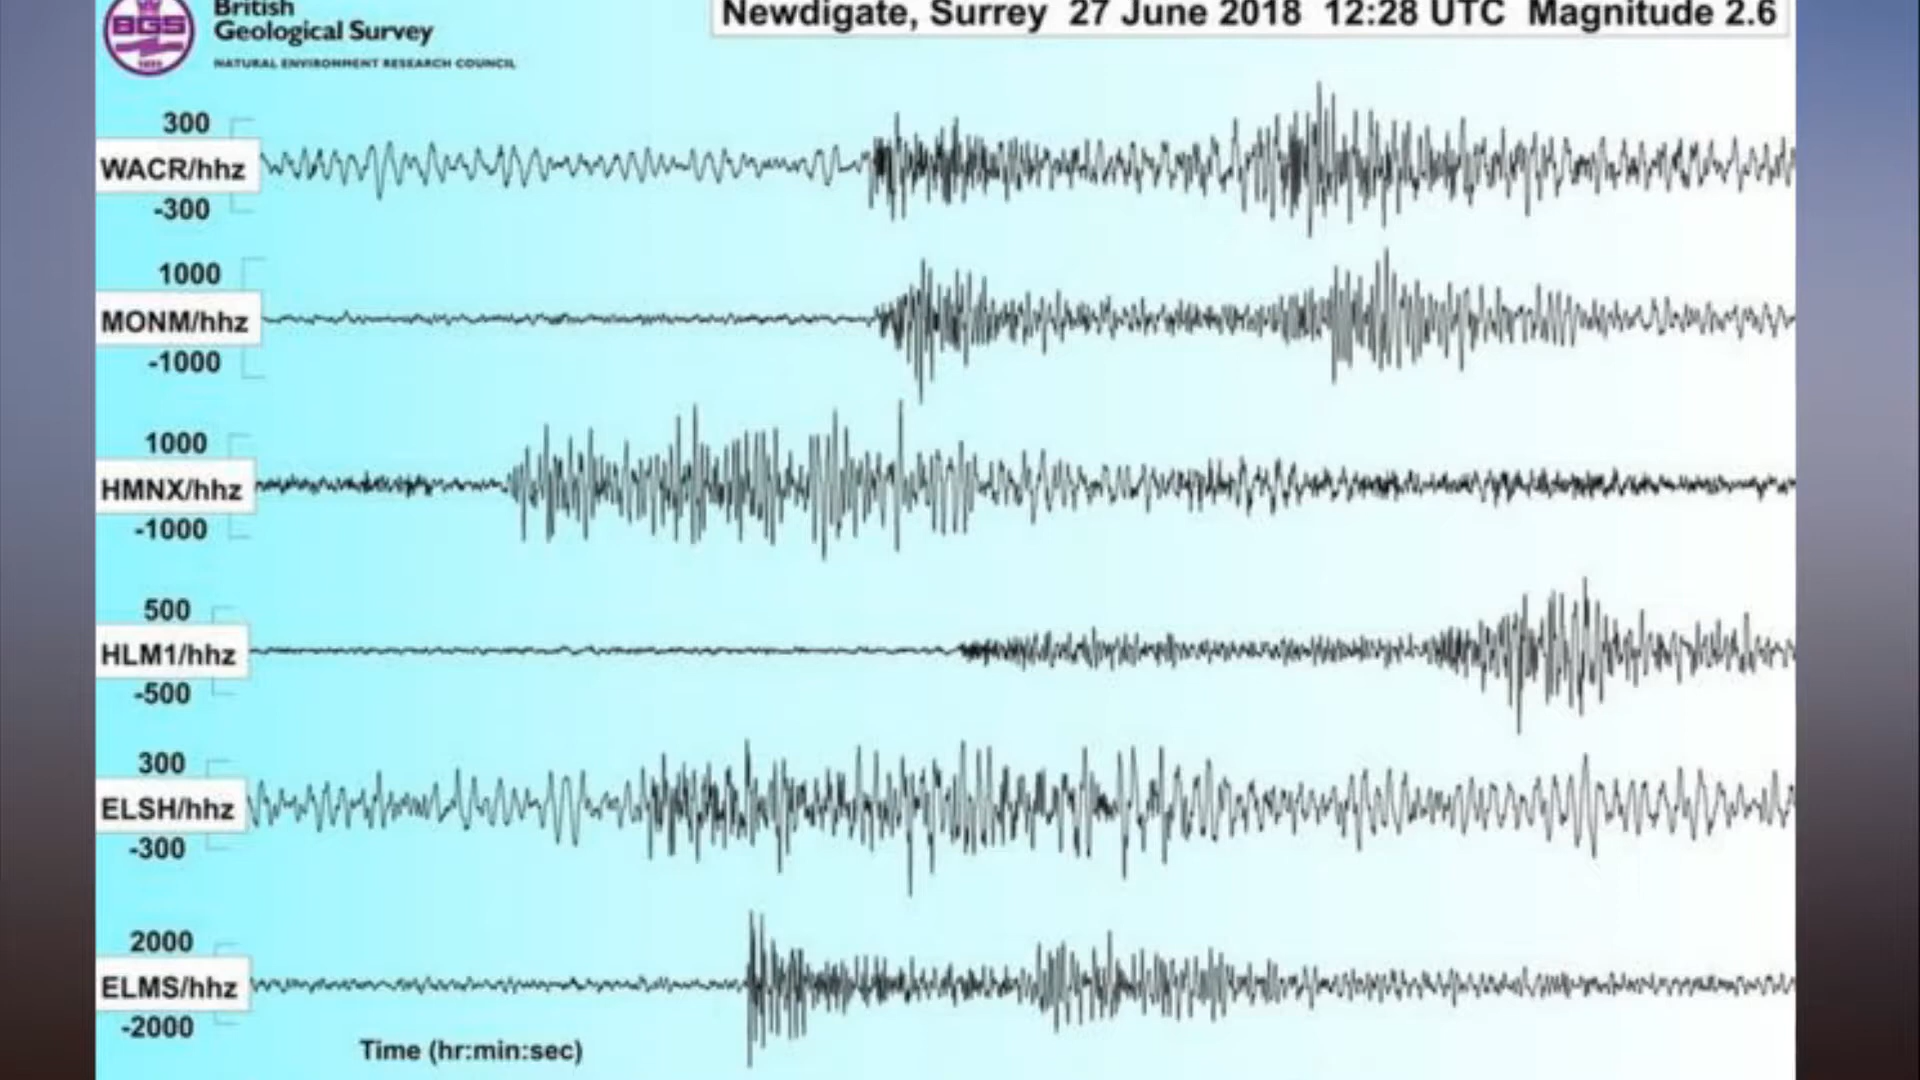 British
Geological Survey
NATURAL ENVIRONMENT RESEARCH COUNCIL
BGS
Newdigate, Surrey 27 June 2018 12:28 UTC Magnitude 2.6
300
WACR/hhz
-300
1000
MONM/hhz
-1000
1000
HMNX/hhz
-1000
500
HLM1/hhz
-500
300
ELSH/hhz
-300
2000
ELMS/hhz
-2000
Time (hr:min:sec)